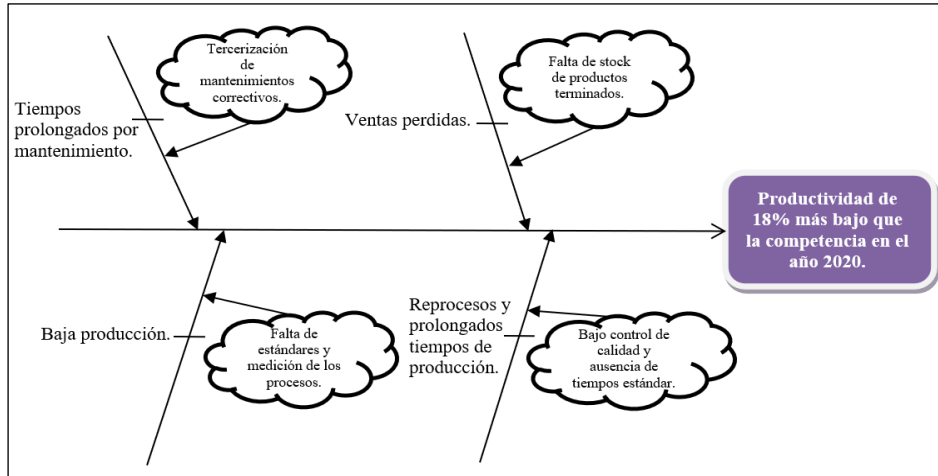 Tercerización
de
mantenimientos
correctivos.
Tiempos
prolongados por
mantenimiento.
Falta de stock
de productos
terminados.
Ventas perdidas.
Productividad de
18% más bajo que
la competencia en el
año 2020.
Baja producción.
Falta de
estándares y
medición de los
procesos.
Reprocesos y
prolongados
tiempos de
producción.
Bajo control de
calidad y
ausencia de
tiempos estándar.